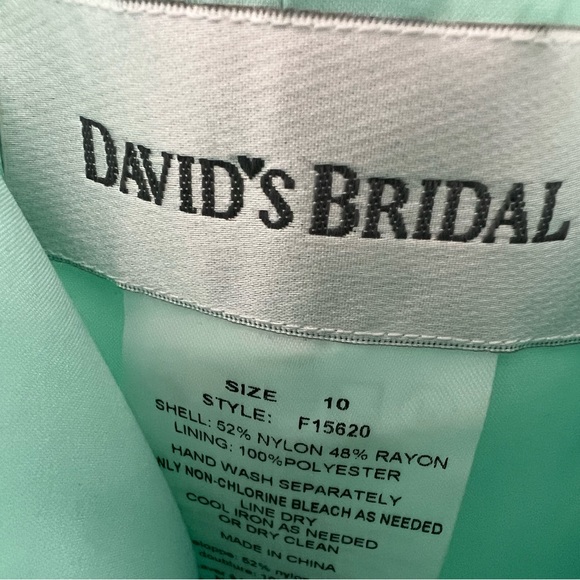 DAVID'S BRIDAL
SIZE 10
STYLE: F15620
SHELL: 52% NYLON 48% RAYON
LINING: 100%POLYESTER
HAND WASH SEPARATELY
NON-CHLORINE BLEACH AS NEEDED
LINE DRY
COOL IRON AS NEEDED
OR DRY CLEAN
MADE IN CHINA